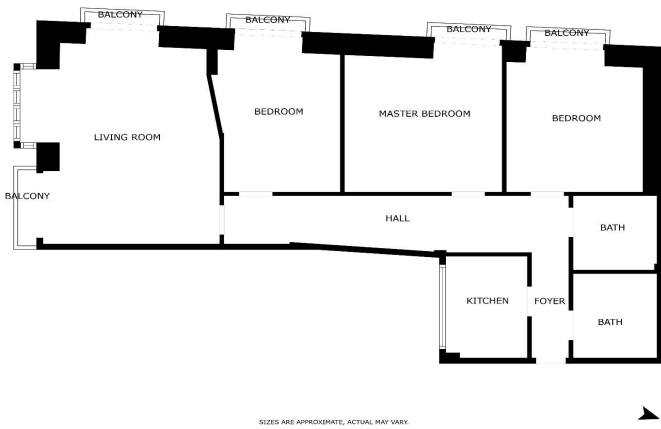 BALCONY
BALCONY
BALCONY
BALCONY
BEDROOM
MASTER BEDROOM
BEDROOM
LIVING ROOM
BALCONY
HALL
BATH
KITCHEN
FOYER
BATH
SIZES ARE APPROXIMATE, ACTUAL MAY VARY.